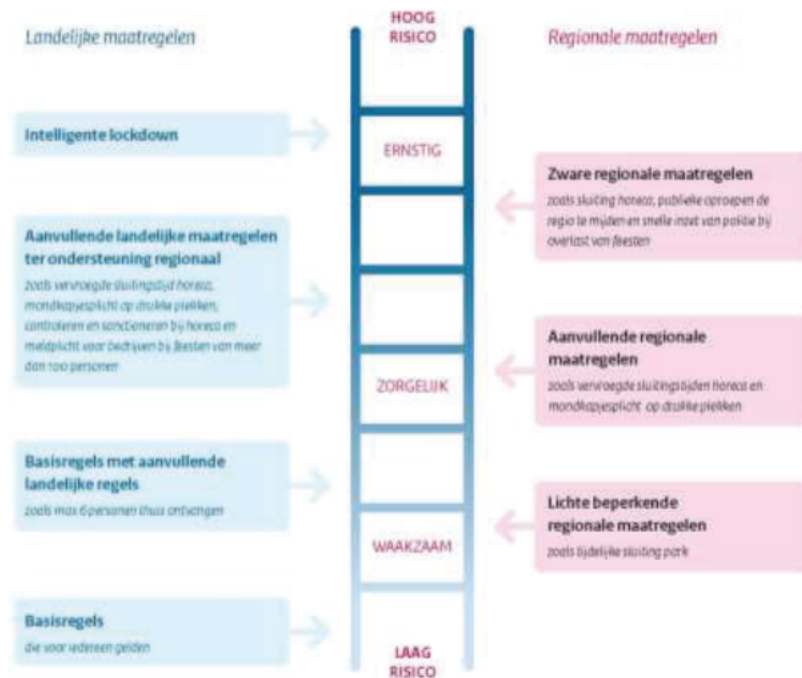 Landelijke maatregelen
HOOG
RISICO
Regionale maatregelen
Intelligente lockdown
ERNSTIG
Zware regionale maatregelen
zoals sluiting horeca, publieke oproepen de
regio te mijden en snelle inzet van politie bij
overlast van feesten
Aanvullende landelijke maatregelen
ter ondersteuning regionaal
zoals vervroegde sluitingstijd horeca,
mondkapjesplicht op drukke plekken,
controleren en sanctioneren bij horeca en
meldplicht voor bedrijven bij feesten van meer
dan 100 personen
Aanvullende regionale
maatregelen
zoals vervroegde sluitingstijden horeca en
mondkapjesplicht op drukke plekken
ZORGELIJK
Basisregels met aanvullende
landelijke regels
zoals max 6 personen thuis ontvangen
Lichte beperkende
regionale maatregelen
zoals tijdelijke sluiting park
WAAKZAAM
Basisregels
die voor iedereen gelden
LAAG
RISICO